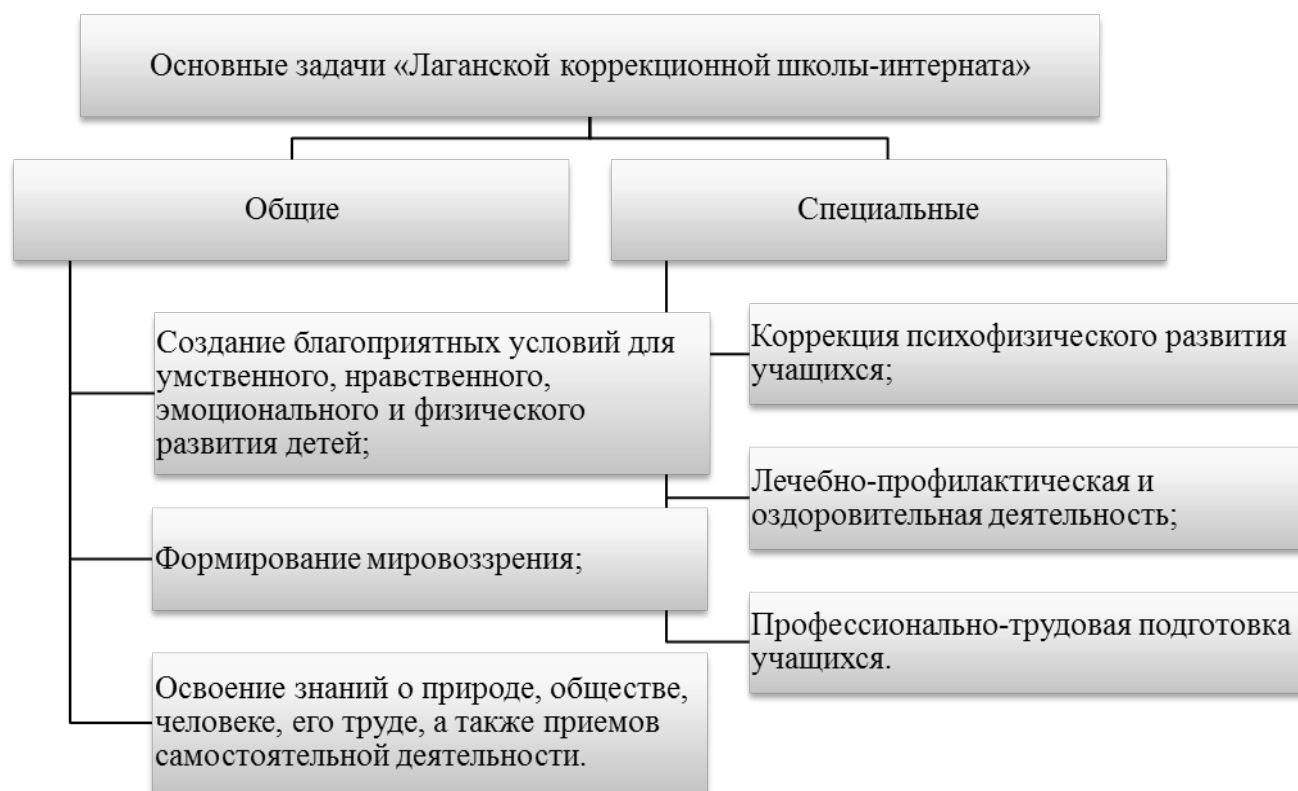 Основные задачи «Лаганской коррекционной школы-интерната»
Общие
Создание благоприятных условий для
умственного, нравственного,
эмоционального и физического
развития детей;
Формирование мировоззрения;
Освоение знаний о природе, обществе,
человеке, его труде, а также приемов
самостоятельной деятельности.
Специальные
Коррекция психофизического развития
учащихся;
Лечебно-профилактическая и
оздоровительная деятельность;
Профессионально-трудовая подготовка
учащихся.